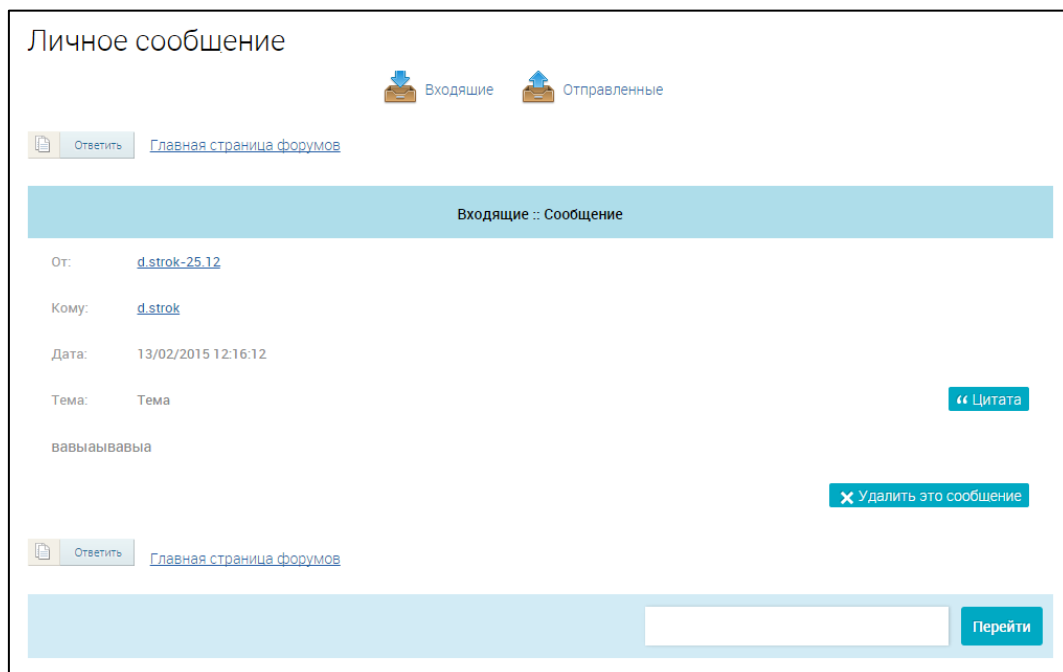 Личное сообщение
Входящие Отправленные
Ответить Главная страница форумов
Входящие :: Сообщение
От: d.strok-25.12
Кому: d.strok
Дата: 13/02/2015 12:16:12
Тема: Тема “ Цитата
вавыаывавыа
Удалить это сообщение
Ответить Главная страница форумов
Перейти